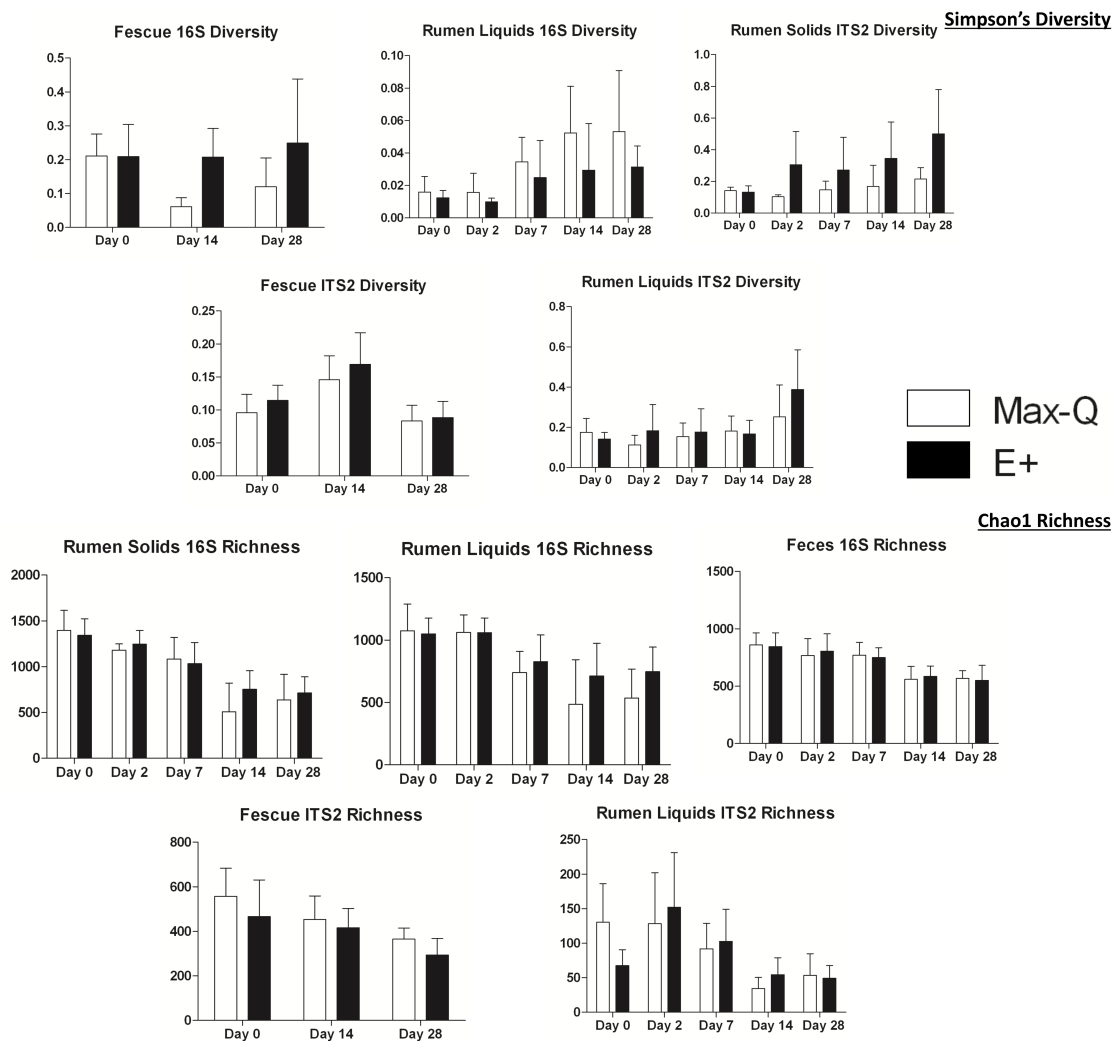 Simpson's Diversity
Fescue 16S Diversity
0.5
0.4
0.3
0.2
0.1
0.0
Day 0 Day 14 Day 28
Rumen Liquids 16S Diversity
0.10
0.08
0.06
0.04
0.02
0.00
Day 0 Day 2 Day 7 Day 14 Day 28
Rumen Solids ITS2 Diversity
1.0
0.8
0.6
0.4
0.2
0.0
Day 0 Day 2 Day 7 Day 14 Day 28
Fescue ITS2 Diversity
0.25
0.20
0.15
0.10
0.05
0.00
Day 0 Day 14 Day 28
Rumen Liquids ITS2 Diversity
0.8
0.6
0.4
0.2
0.0
Day 0 Day 2 Day 7 Day 14 Day 28
Max-Q
E+
Chao1 Richness
Rumen Solids 16S Richness
2000
1500
1000
500
0
Day 0 Day 2 Day 7 Day 14 Day 28
Rumen Liquids 16S Richness
1500
1000
500
0
Day 0 Day 2 Day 7 Day 14 Day 28
Feces 16S Richness
1500
1000
500
0
Day 0 Day 2 Day 7 Day 14 Day 28
Fescue ITS2 Richness
800
600
400
200
0
Day 0 Day 14 Day 28
Rumen Liquids ITS2 Richness
250
200
150
100
50
0
Day 0 Day 2 Day 7 Day 14 Day 28